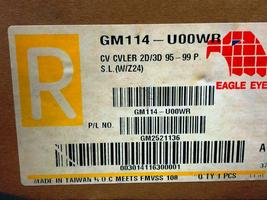 GM114-U00WR
CV CVLER 2D/3D 95-99 P
S.L.(W/Z24)
R
EAGLE EYE
GM114-U00WR
P/L NO.
GM2521136
003014116300001
MADE IN TAIWAN R.O.C MEETS FMVSS 108
Q'TY 1 PCS